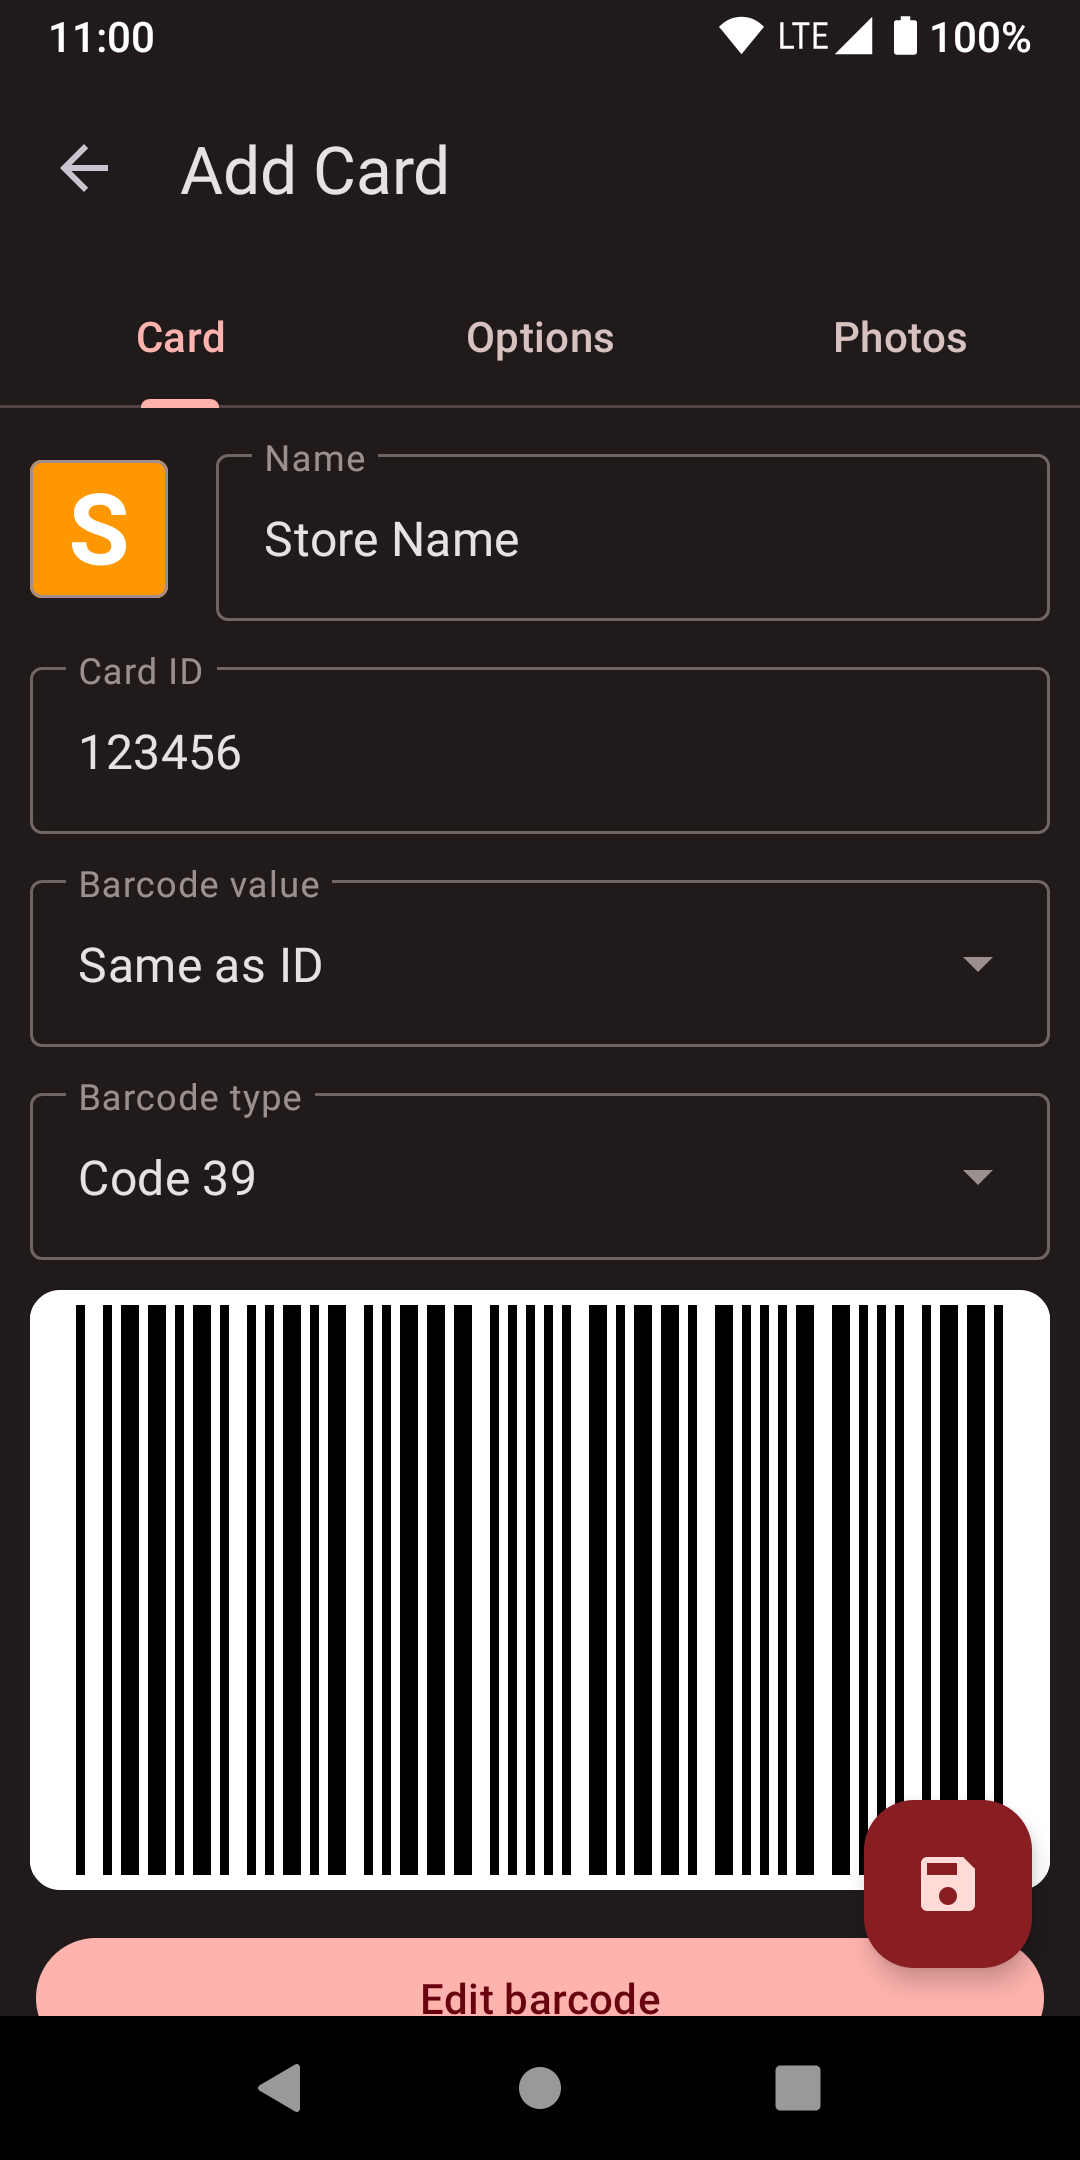 11:00 LTE 100%
Add Card
Card Options Photos
S
Name
Store Name
Card ID
123456
Barcode value
Same as ID
Barcode type
Code 39
Edit barcode